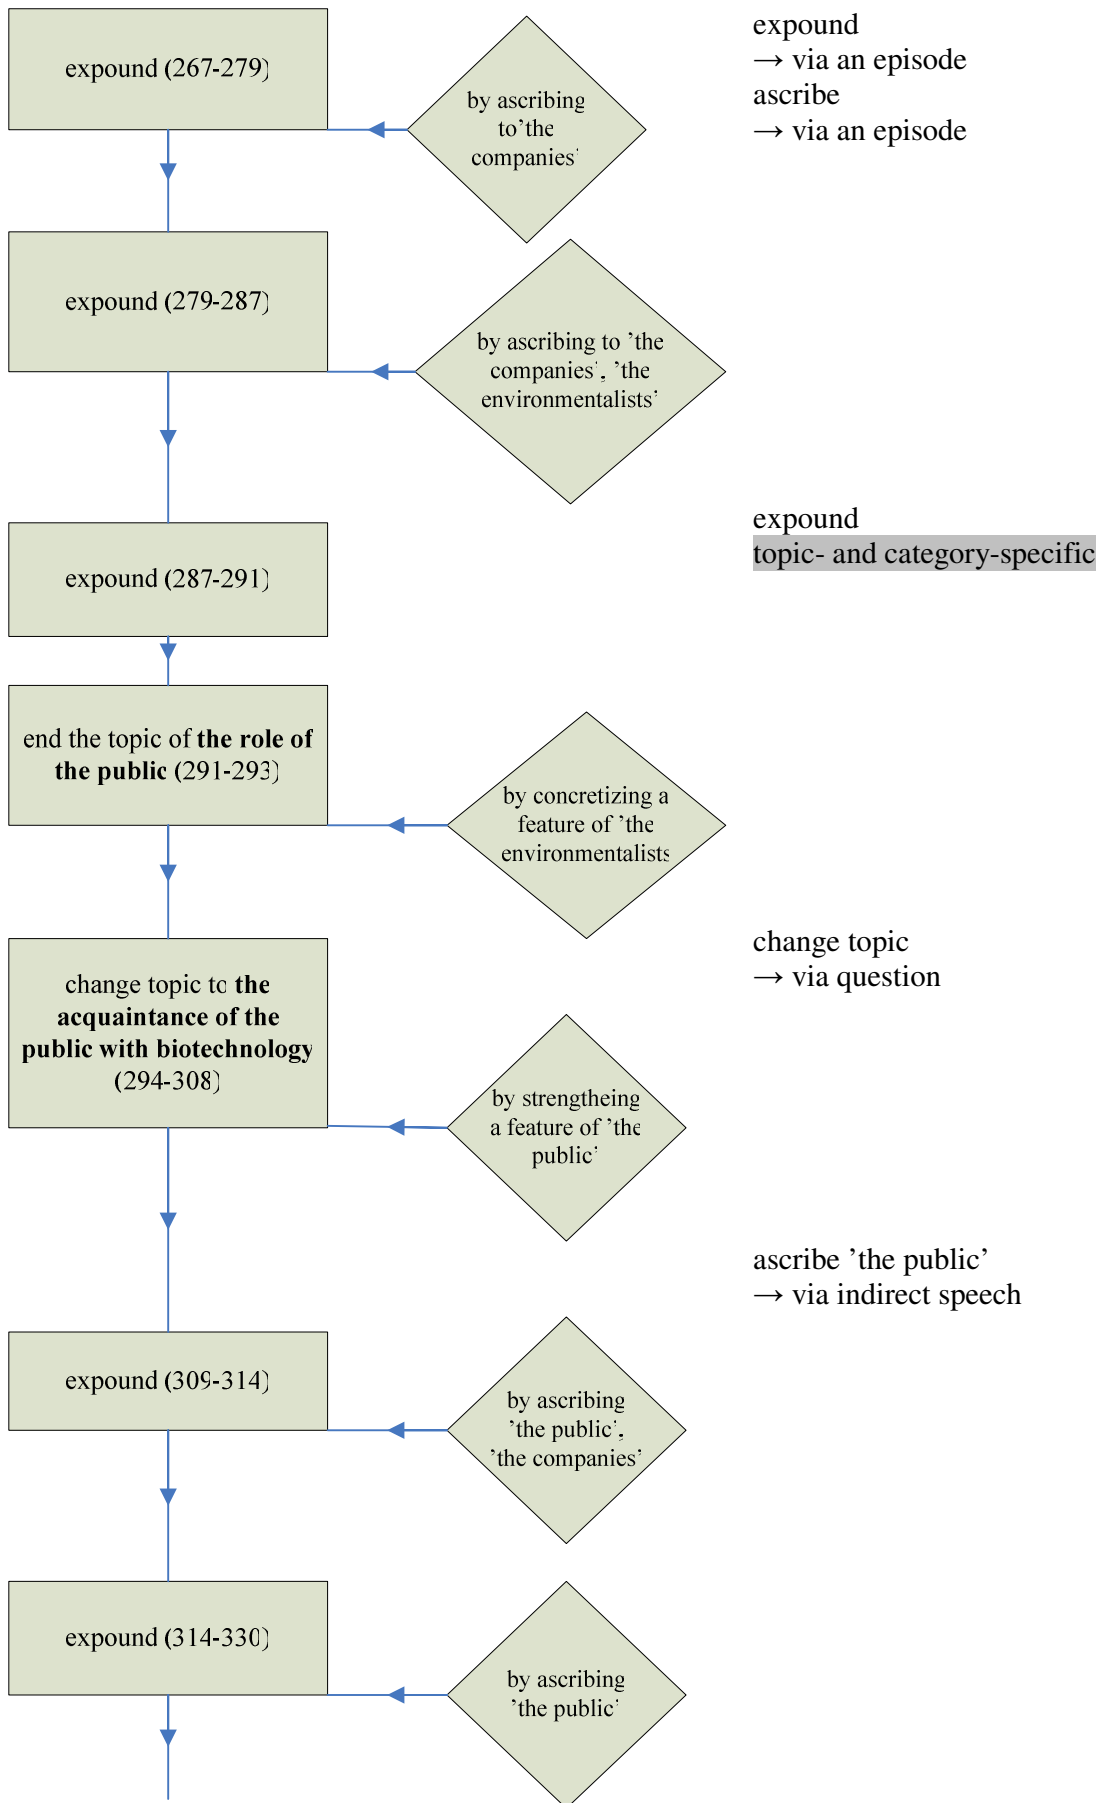 expound (267-279)
by ascribing
to'the
companies'
expound
→ via an episode
ascribe
→ via an episode
expound (279-287)
by ascribing to ’the
companies', ’the
environmentalists’
expound (287-291)
expound
topic- and category-specific
end the topic of the role of
the public (291-293)
by concretizing a
feature of ’the
environmentalists
change topic to the
acquaintance of the
public with biotechnology
(294-308)
change topic
→ via question
by strengtheing
a feature of ’the
public’
ascribe ’the public’
→ via indirect speech
expound (309-314)
by ascribing
’the public’,
’the companies’
expound (314-330)
by ascribing
’the public’